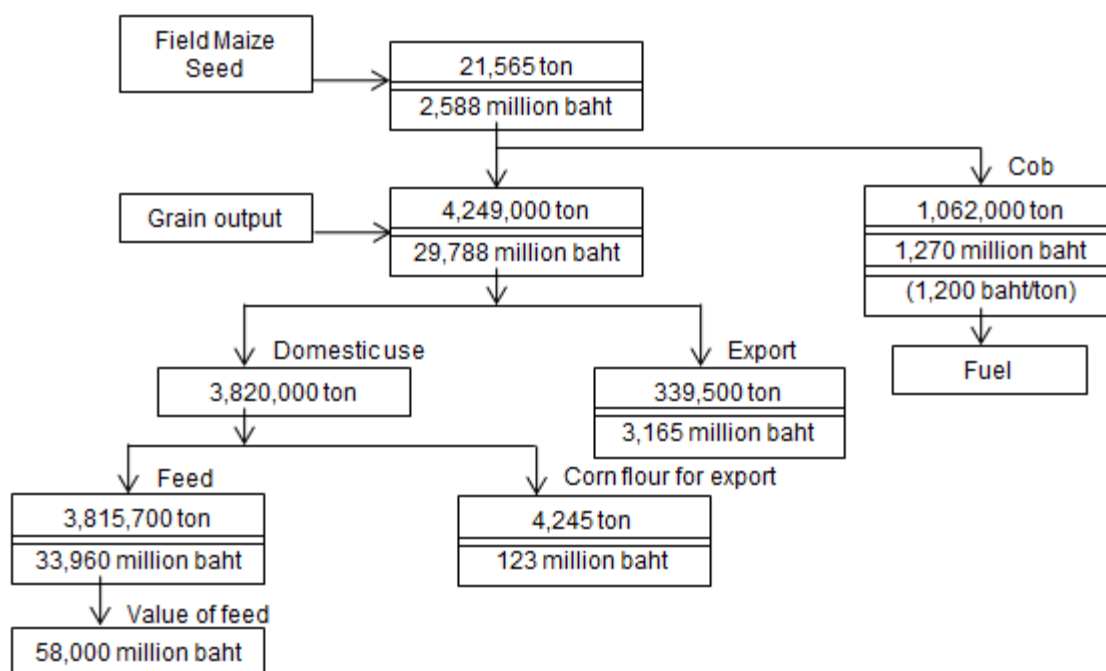 Field Maize
Seed
21,565 ton
2,588 million baht
Cob
Grain output
4,249,000 ton
29,788 million baht
1,062,000 ton
1,270 million baht
(1,200 baht/ton)
Fuel
Domestic use
3,820,000 ton
Export
339,500 ton
3,165 million baht
Feed
3,815,700 ton
33,960 million baht
Corn flour for export
4,245 ton
123 million baht
Value of feed
58,000 million baht